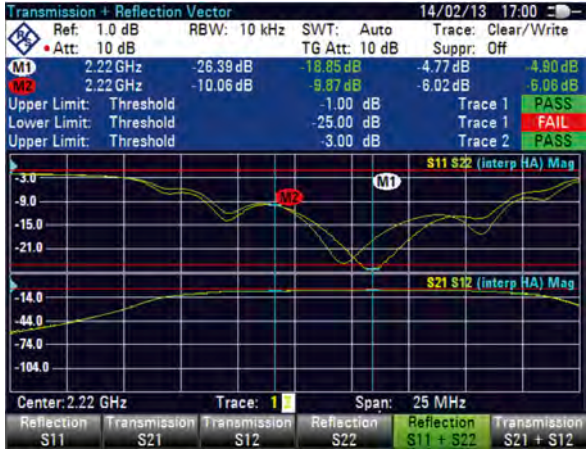 Transmission + Reflection Vector 14/02/13 17:00
Ref: 1.0 dB RBW: 10 kHz SWT: Auto Trace: Clear/Write
Att: 10 dB TG Att: 10 dB Suppr: Off
M1 2.22 GHz -26.39 dB -18.85 dB -4.77 dB -4.90 dB
M2 2.22 GHz -10.06 dB -9.87 dB -6.02 dB -6.06 dB
Upper Limit: Threshold -1.00 dB Trace 1 PASS
Lower Limit: Threshold -25.00 dB Trace 1 FAIL
Upper Limit: Threshold -3.00 dB Trace 2 PASS
S11 S22 (interp HA) Mag
-3.0
M1
-9.0
M2
-15.0
-21.0
S21 S12 (interp HA) Mag
-14.0
-44.0
-74.0
-104.0
Center: 2.22 GHz Trace: 1 2 Span: 25 MHz
Reflection Transmission Transmission Reflection Reflection Transmission
S11 S21 S12 S22 S11 + S22 S21 + S12